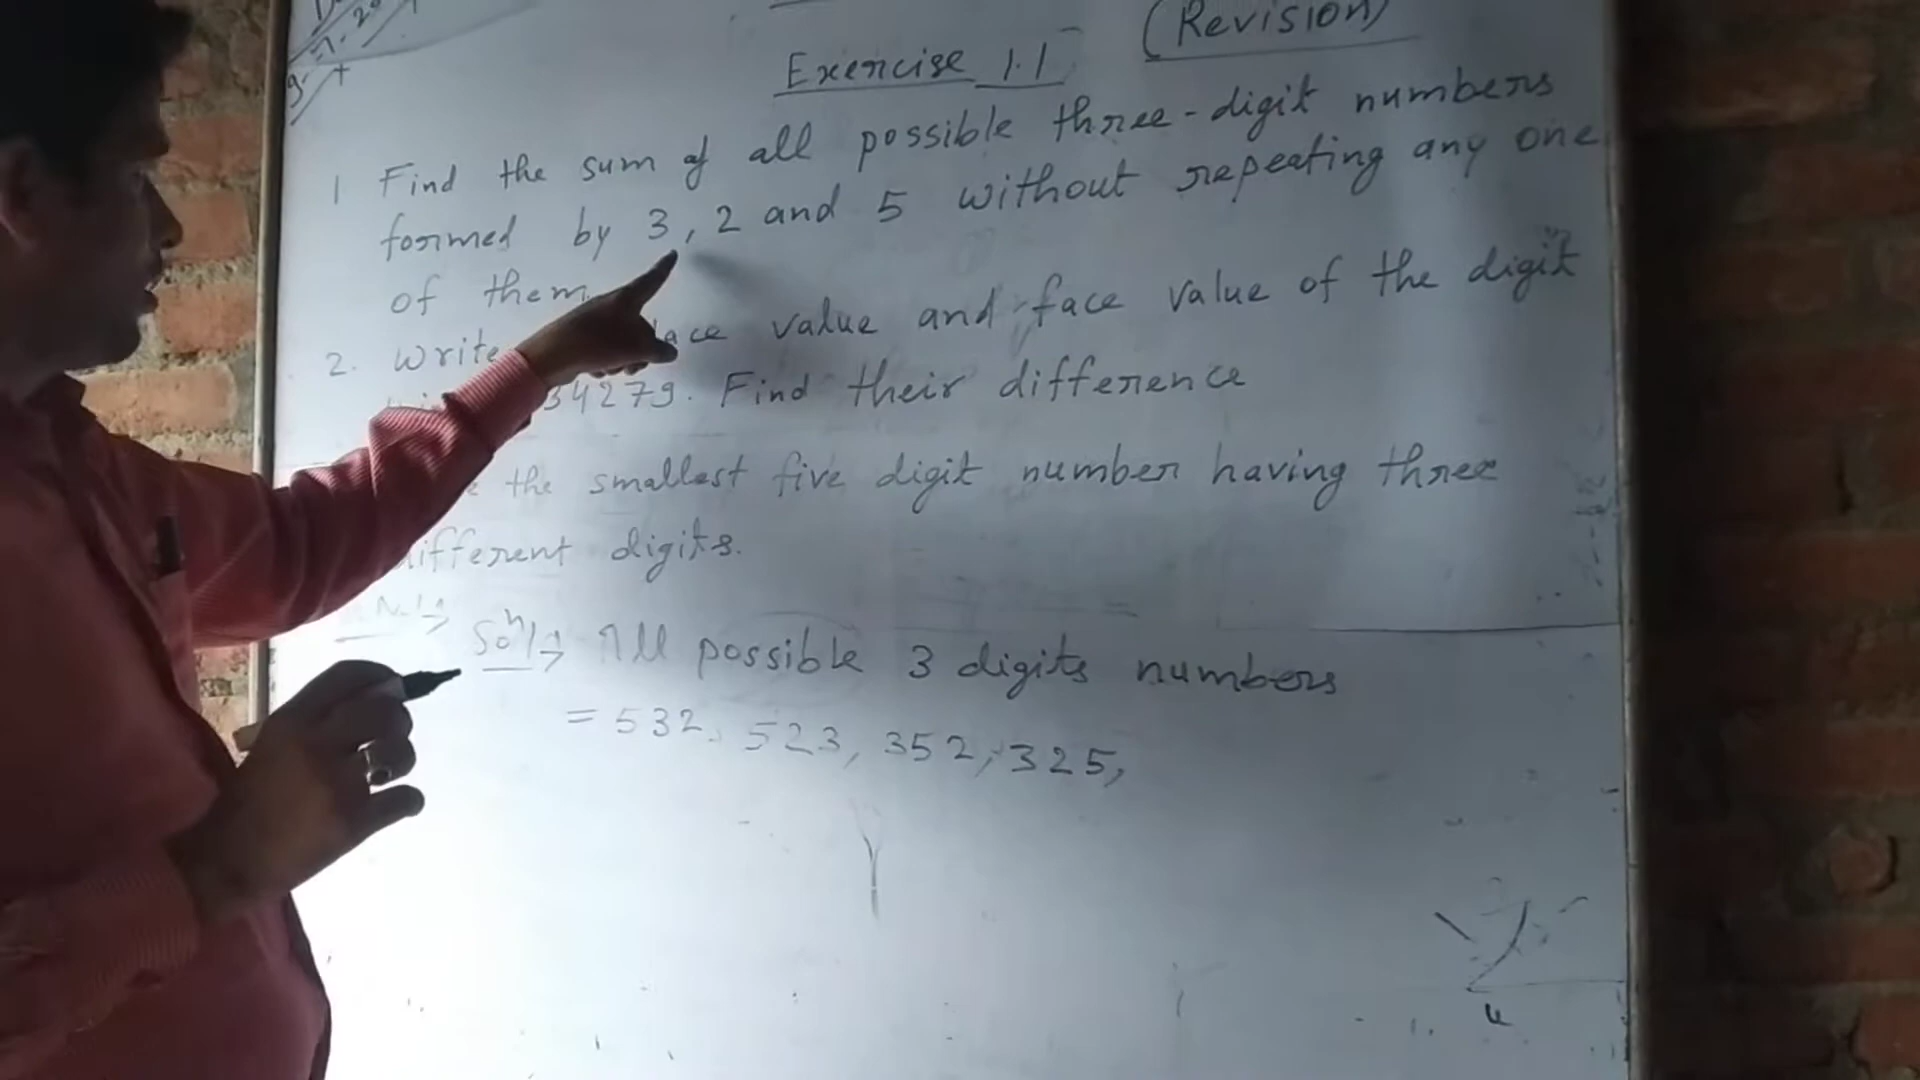 (Revision)
Exercise 1.1
1 Find the sum of all possible three-digit numbers
formed by 3, 2 and 5 without repeating any one
of them
2. Write value and face value of the digit
34279. Find their difference
the smallest five digit number having three
different digits.
Soln All possible 3 digits numbers
= 532, 523, 352, 325,